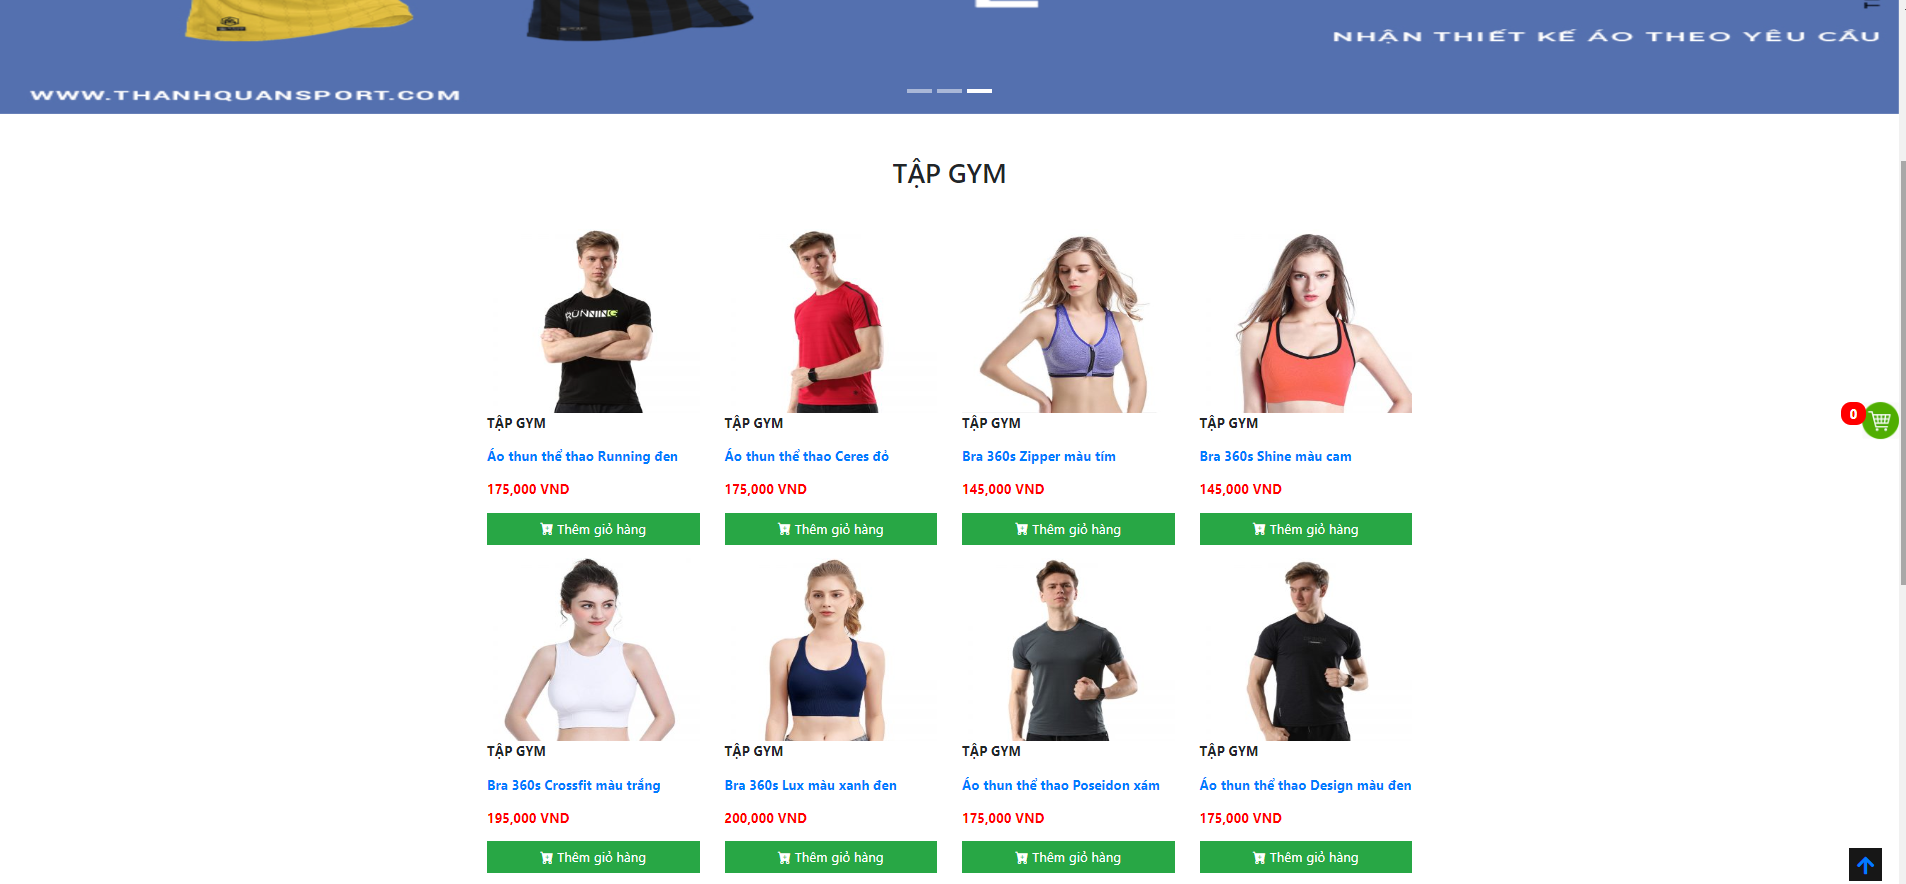 NHẬN THIẾT KẾ ÁO THEO YÊU CẦU
WWW.THANHQUANSPORT.COM
TẬP GYM
RUNNING
TẬP GYM
TẬP GYM
TẬP GYM
TẬP GYM
Áo thun thể thao Running đen
Áo thun thể thao Ceres đỏ
Bra 360s Zipper màu tím
Bra 360s Shine màu cam
175,000 VND
175,000 VND
145,000 VND
145,000 VND
Thêm giỏ hàng
Thêm giỏ hàng
Thêm giỏ hàng
Thêm giỏ hàng
0
TẬP GYM
TẬP GYM
TẬP GYM
TẬP GYM
Bra 360s Crossfit màu trắng
Bra 360s Lux màu xanh đen
Áo thun thể thao Poseidon xám
Áo thun thể thao Design màu đen
195,000 VND
200,000 VND
175,000 VND
175,000 VND
Thêm giỏ hàng
Thêm giỏ hàng
Thêm giỏ hàng
Thêm giỏ hàng